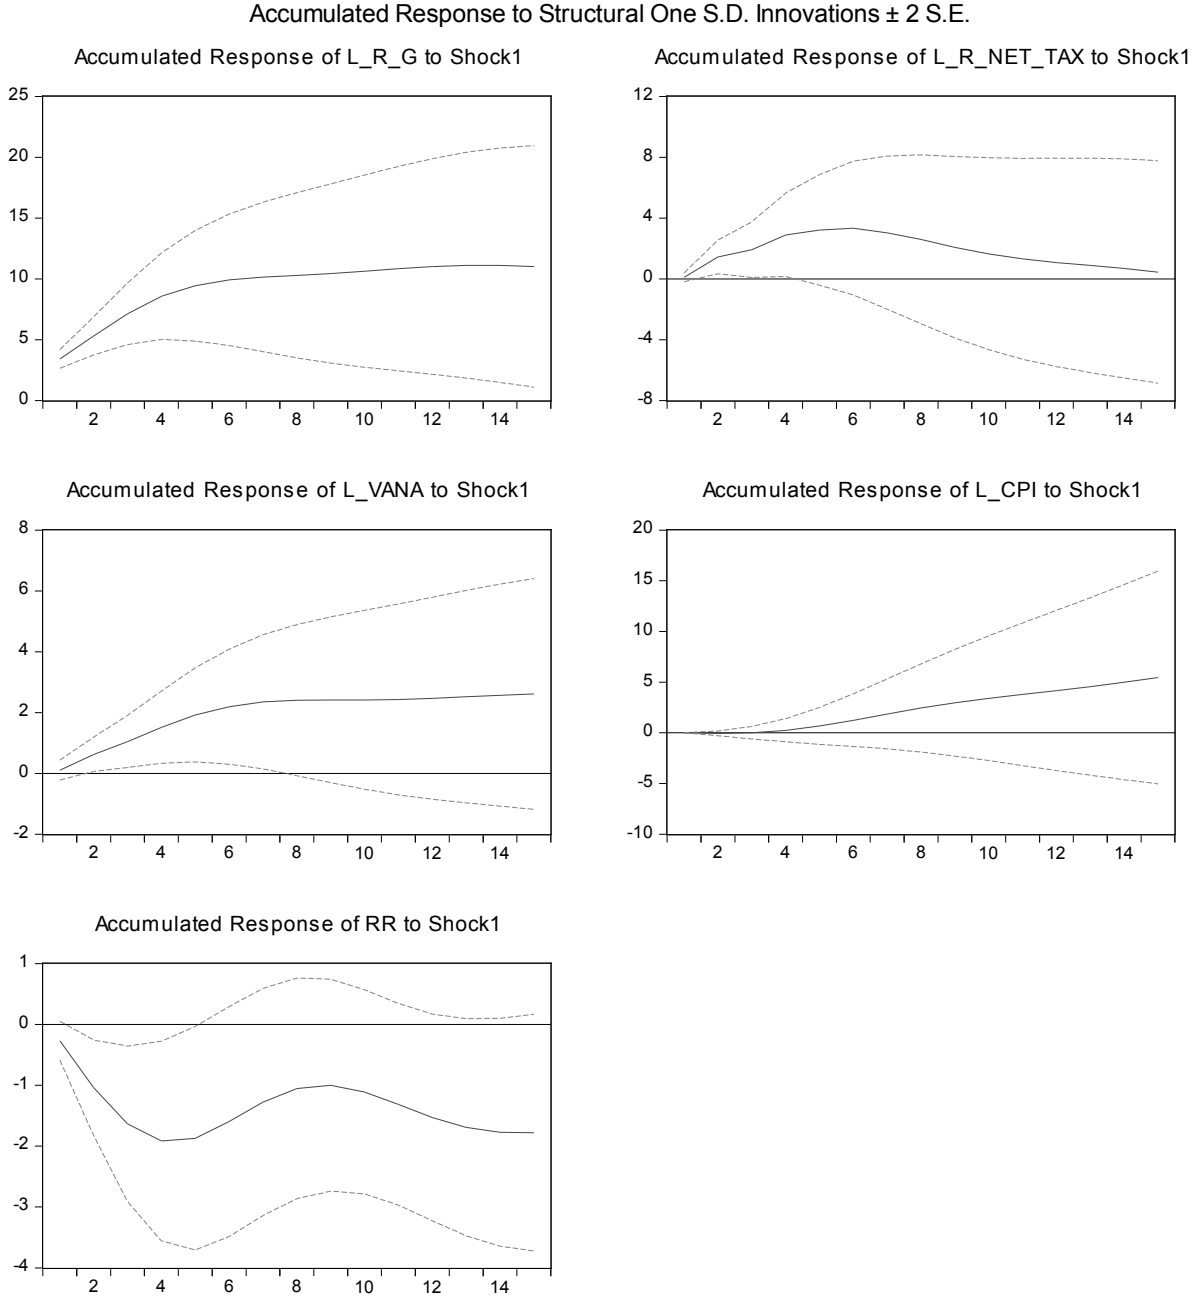 Accumulated Response to Structural One S.D. Innovations ± 2 S.E.
Accumulated Response of L_R_G to Shock1
25
20
15
10
5
0
2 4 6 8 10 12 14
Accumulated Response of L_R_NET_TAX to Shock1
12
8
4
0
-4
-8
2 4 6 8 10 12 14
Accumulated Response of L_VANA to Shock1
8
6
4
2
0
-2
2 4 6 8 10 12 14
Accumulated Response of L_CPI to Shock1
20
15
10
5
0
-5
-10
2 4 6 8 10 12 14
Accumulated Response of RR to Shock1
1
0
-1
-2
-3
-4
2 4 6 8 10 12 14